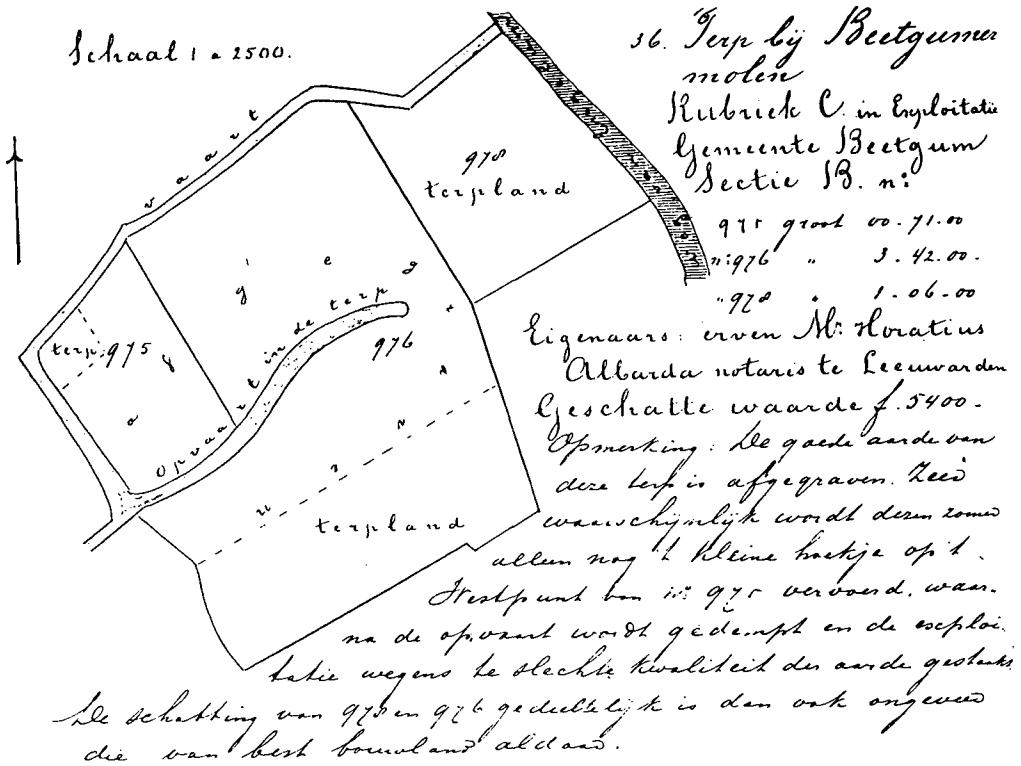 Schaal 1 a 2500.
36. Terp bij Beetgumer
molen
Rubriek C. in Exploitatie
Gemeente Beetgum
Sectie B. n:
975 groot 00.71.00
n: 976 " 3.42.00.
" 978 " 1.06.00
Eigenaars: erven Mr. Horatius
Albarda notaris te Leeuwarden
Geschatte waarde f. 5400.
Opmerking: De goede aarde van
deze terp is afgegraven. Zeer
waarschijnlijk wordt dezen zomer
alleen nog 't kleine hoekje op 't
Westpunt van no 975 vervoerd, waar-
na de opvaart wordt gedempt en de exploi-
tatie wegens te slechte kwaliteit der aarde gestaakt.
De schatting van 978 en 976 gedeeltelijk is dan ook ongeveer
die van best bouwland aldaar.
vaart
978
terpland
afgegraven
terp: 975
Opvaart in de terp
976
terpland